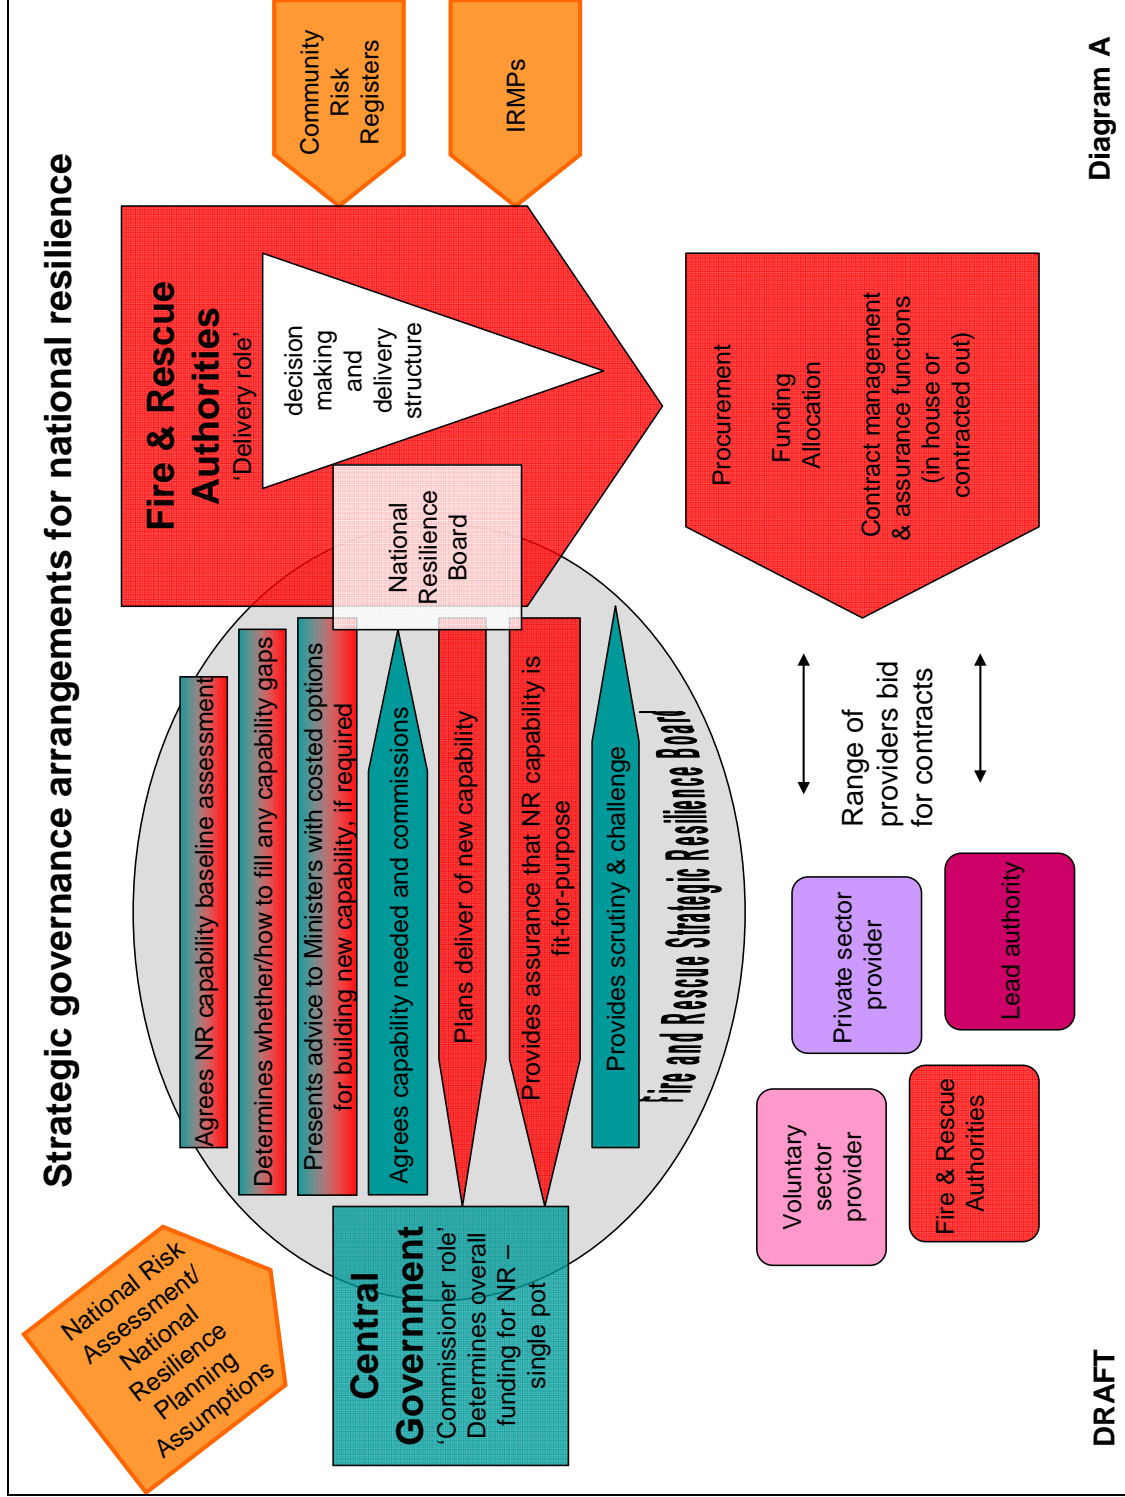 Strategic governance arrangements for national resilience
National Risk
Assessment/
National
Resilience
Planning
Assumptions
Central
Government
‘Commissioner role’
Determines overall
funding for NR –
single pot
Agrees NR capability baseline assessment
Determines whether/how to fill any capability gaps
Presents advice to Ministers with costed options
for building new capability, if required
Agrees capability needed and commissions
Plans deliver of new capability
Provides assurance that NR capability is
fit-for-purpose
Provides scrutiny & challenge
Fire and Rescue Strategic Resilience Board
National
Resilience
Board
Fire & Rescue
Authorities
‘Delivery role’
decision
making
and
delivery
structure
Community
Risk
Registers
IRMPs
Voluntary
sector
provider
Private sector
provider
Fire & Rescue
Authorities
Lead authority
Range of
providers bid
for contracts
Procurement
Funding
Allocation
Contract management
& assurance functions
(in house or
contracted out)
DRAFT
Diagram A